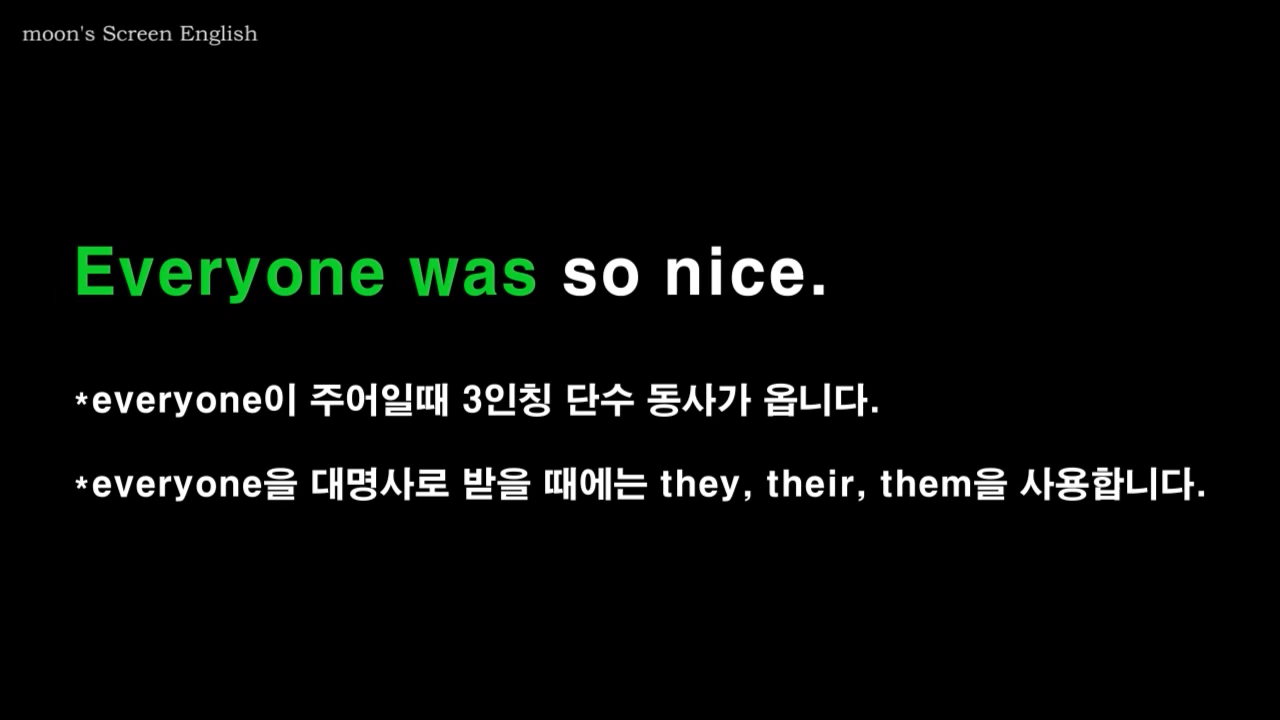 moon's Screen English
Everyone was so nice.
*everyone이 주어일때 3인칭 단수 동사가 옵니다.
*everyone을 대명사로 받을 때에는 they, their, them을 사용합니다.